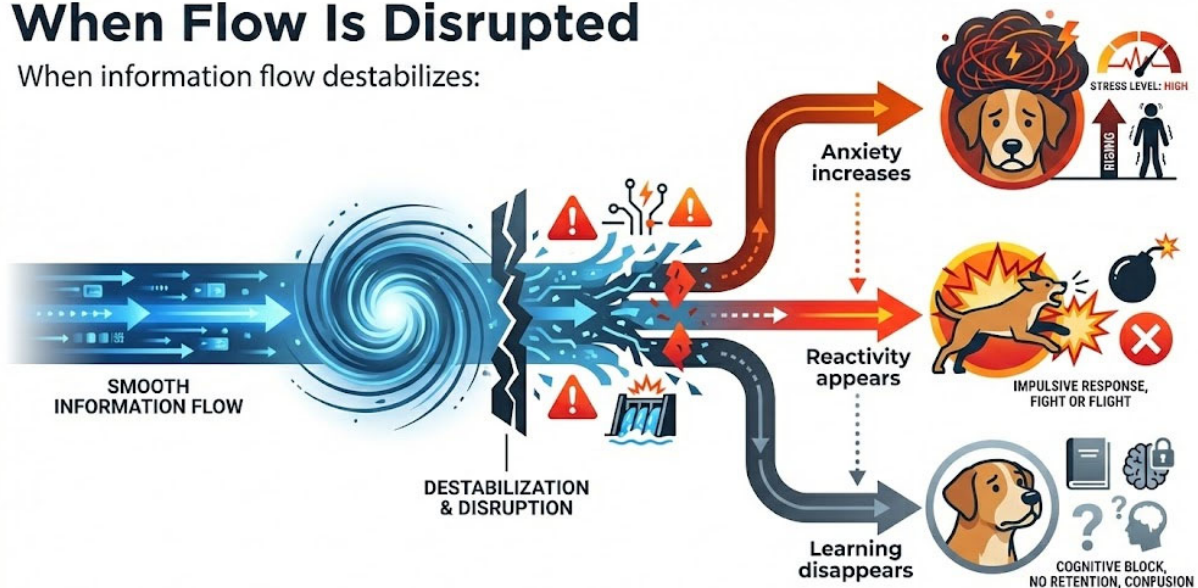 When Flow Is Disrupted
When information flow destabilizes:
SMOOTH
INFORMATION FLOW
DESTABILIZATION
& DISRUPTION
Anxiety
increases
STRESS LEVEL: HIGH
RISING
Reactivity
appears
IMPULSIVE RESPONSE,
FIGHT OR FLIGHT
Learning
disappears
COGNITIVE BLOCK,
NO RETENTION, CONFUSION